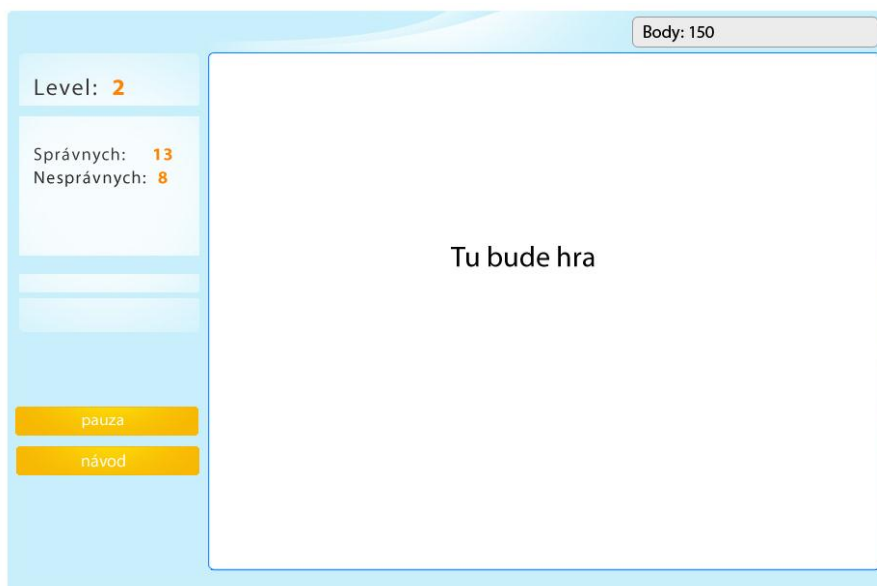 Body: 150
Level: 2
Správnych: 13
Nesprávnych: 8
Tu bude hra
pauza
návod